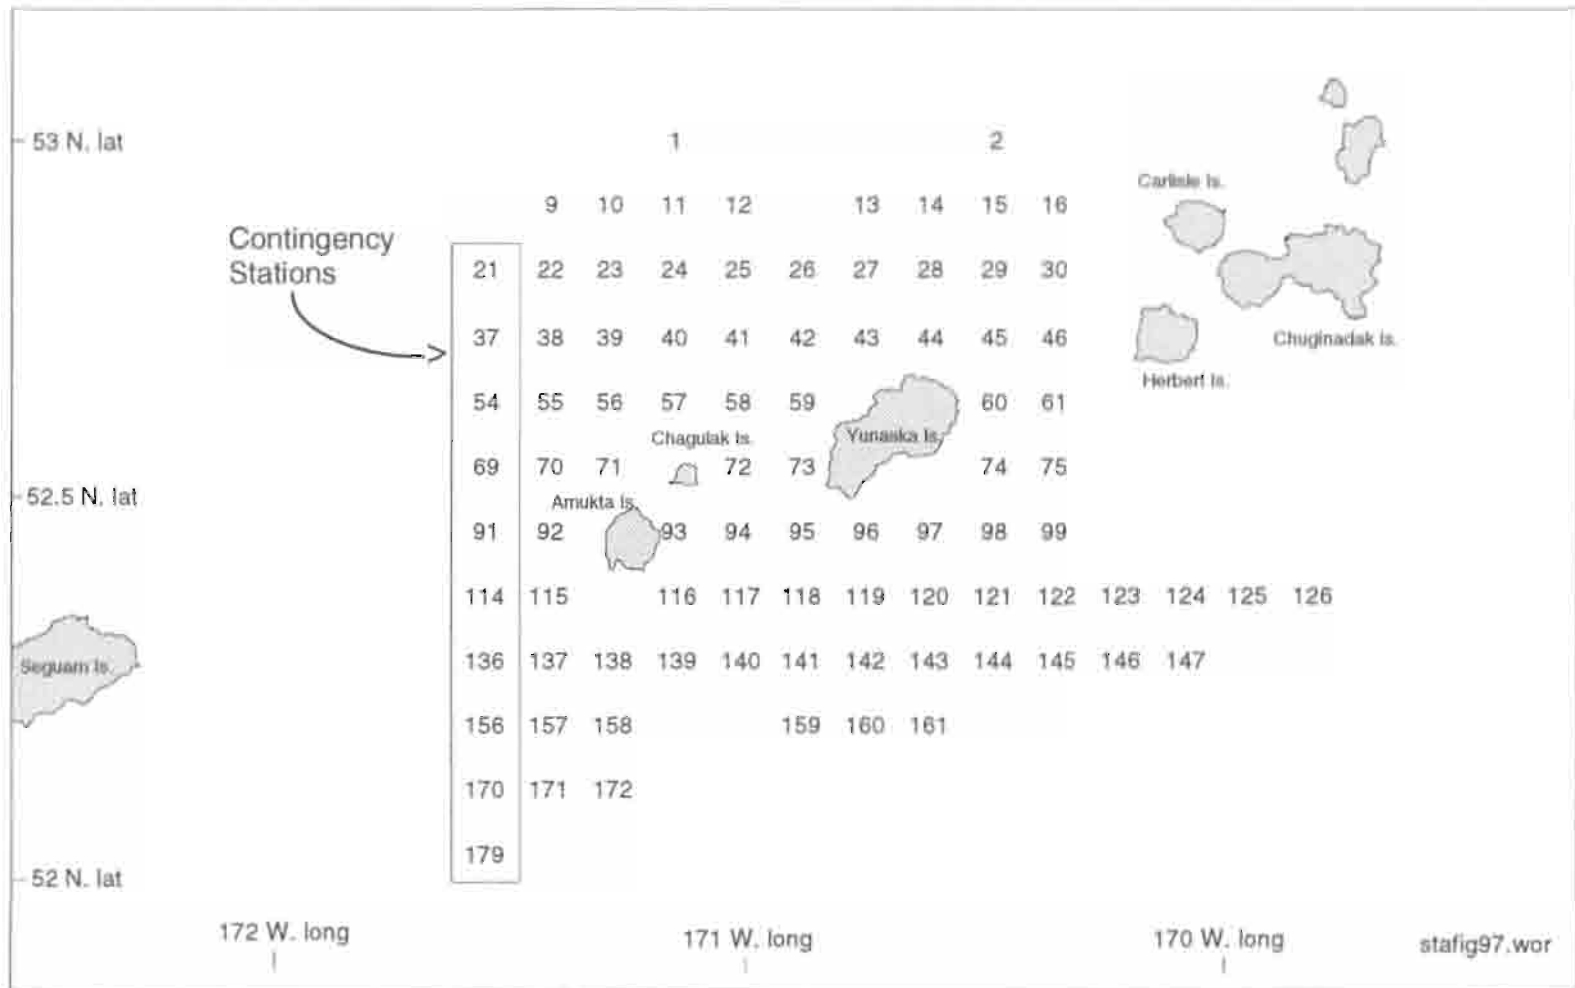 53 N. lat
1 2
Carlisle Is.
9 10 11 12 13 14 15 16
Contingency
Stations
21 22 23 24 25 26 27 28 29 30
37 38 39 40 41 42 43 44 45 46
Chuginadak Is.
Herbert Is.
54 55 56 57 58 59 60 61
Chagulak Is.
Yunaska Is.
69 70 71 72 73 74 75
52.5 N. lat
Amukta Is.
91 92 93 94 95 96 97 98 99
114 115 116 117 118 119 120 121 122 123 124 125 126
Seguam Is.
136 137 138 139 140 141 142 143 144 145 146 147
156 157 158 159 160 161
170 171 172
179
52 N. lat
172 W. long
171 W. long
170 W. long
stafig97.wor